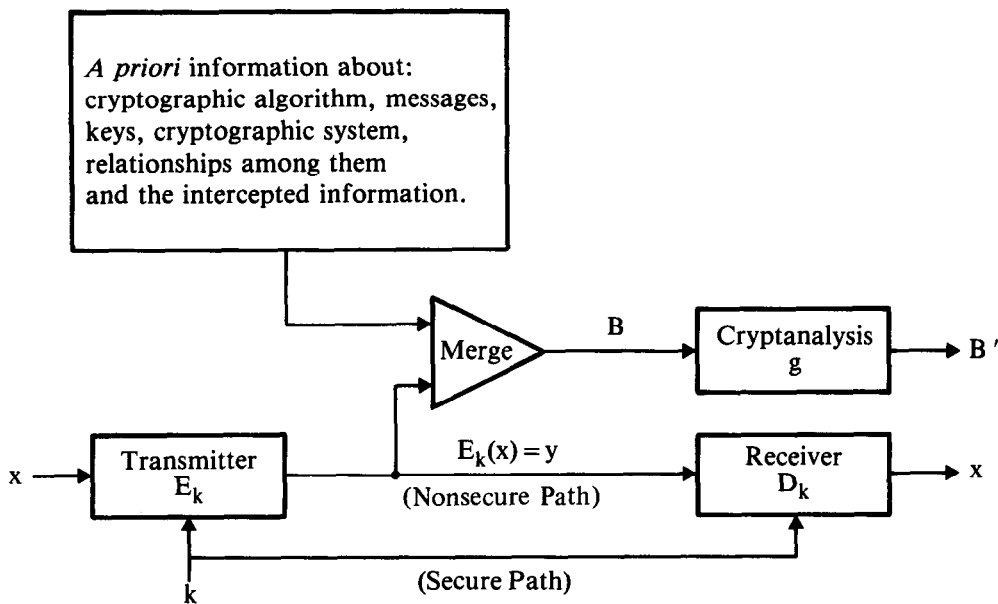 A priori information about:
cryptographic algorithm, messages,
keys, cryptographic system,
relationships among them
and the intercepted information.
Merge
B
Cryptanalysis
g
B'
x
Transmitter
E_k
E_k(x) = y
(Nonsecure Path)
Receiver
D_k
x
k
(Secure Path)